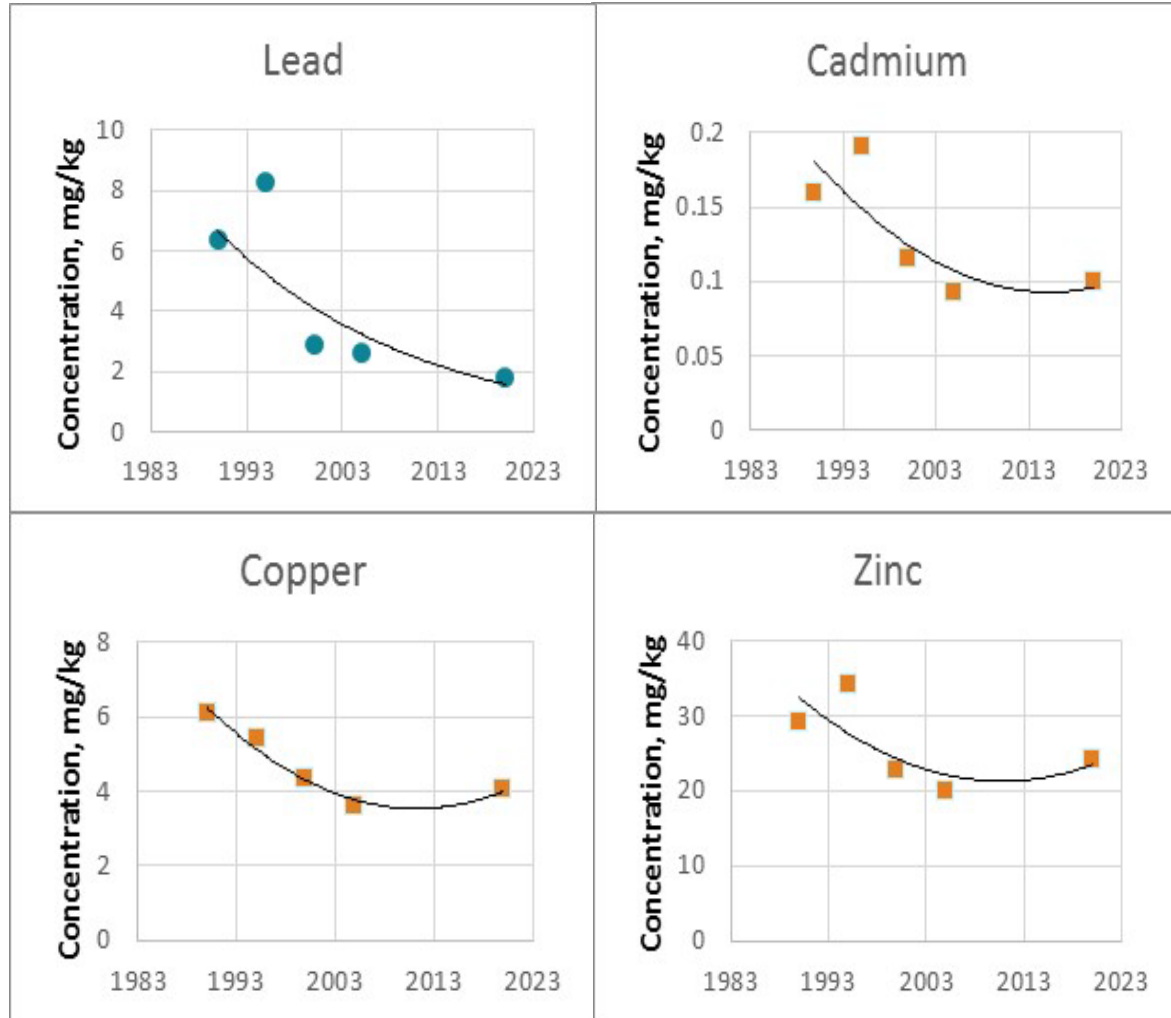 Lead
Concentration, mg/kg
10
8
6
4
2
0
1983 1993 2003 2013 2023
Cadmium
Concentration, mg/kg
0.2
0.15
0.1
0.05
0
1983 1993 2003 2013 2023
Copper
Concentration, mg/kg
8
6
4
2
0
1983 1993 2003 2013 2023
Zinc
Concentration, mg/kg
40
30
20
10
0
1983 1993 2003 2013 2023